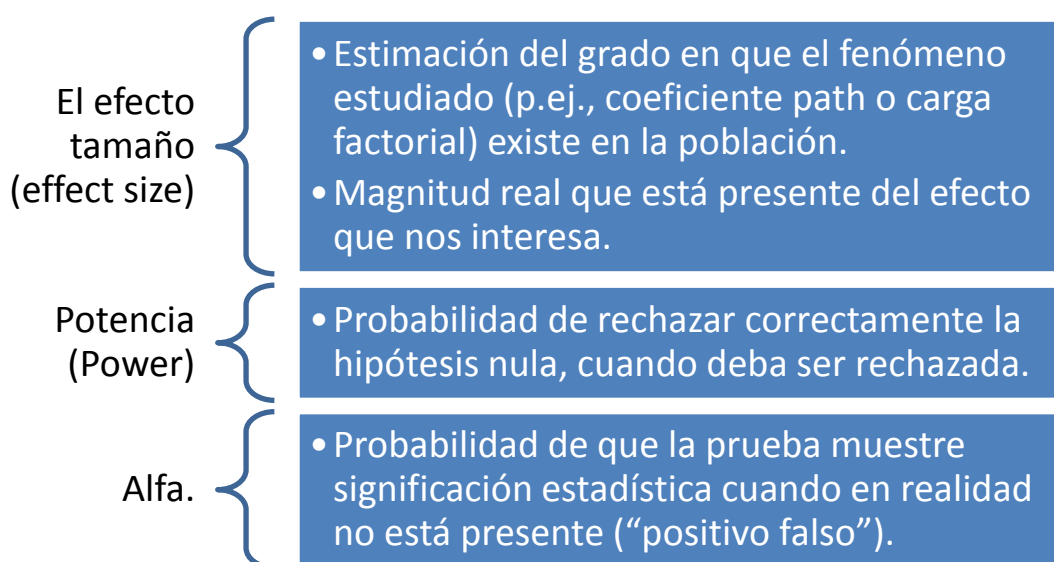 El efecto
tamaño
(effect size)
• Estimación del grado en que el fenómeno
estudiado (p.ej., coeficiente path o carga
factorial) existe en la población.
• Magnitud real que está presente del efecto
que nos interesa.
Potencia
(Power)
• Probabilidad de rechazar correctamente la
hipótesis nula, cuando deba ser rechazada.
Alfa.
• Probabilidad de que la prueba muestre
significación estadística cuando en realidad
no está presente (“positivo falso”).